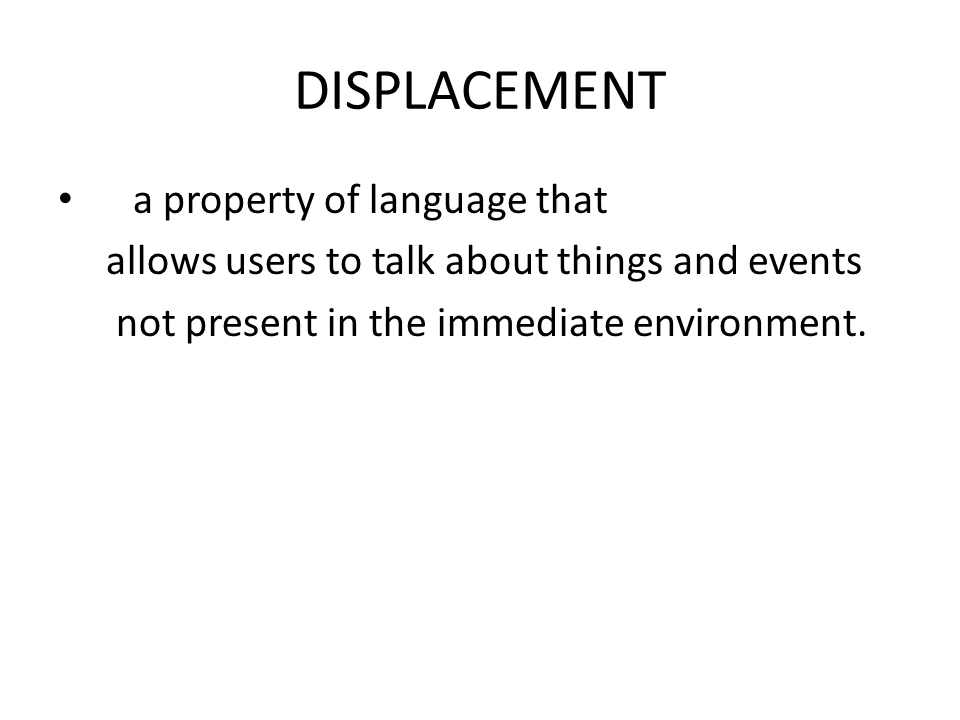 DISPLACEMENT
• a property of language that
allows users to talk about things and events
not present in the immediate environment.